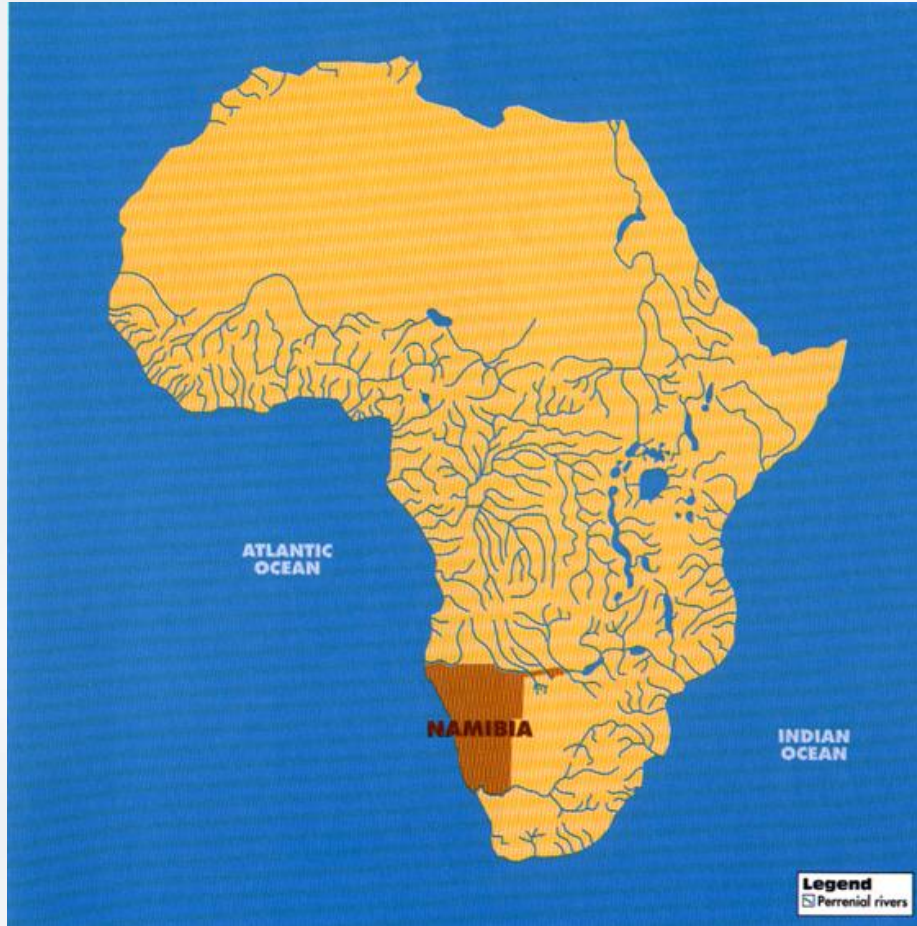 ATLANTIC
OCEAN
NAMIBIA
INDIAN
OCEAN
Legend
Perrenial rivers